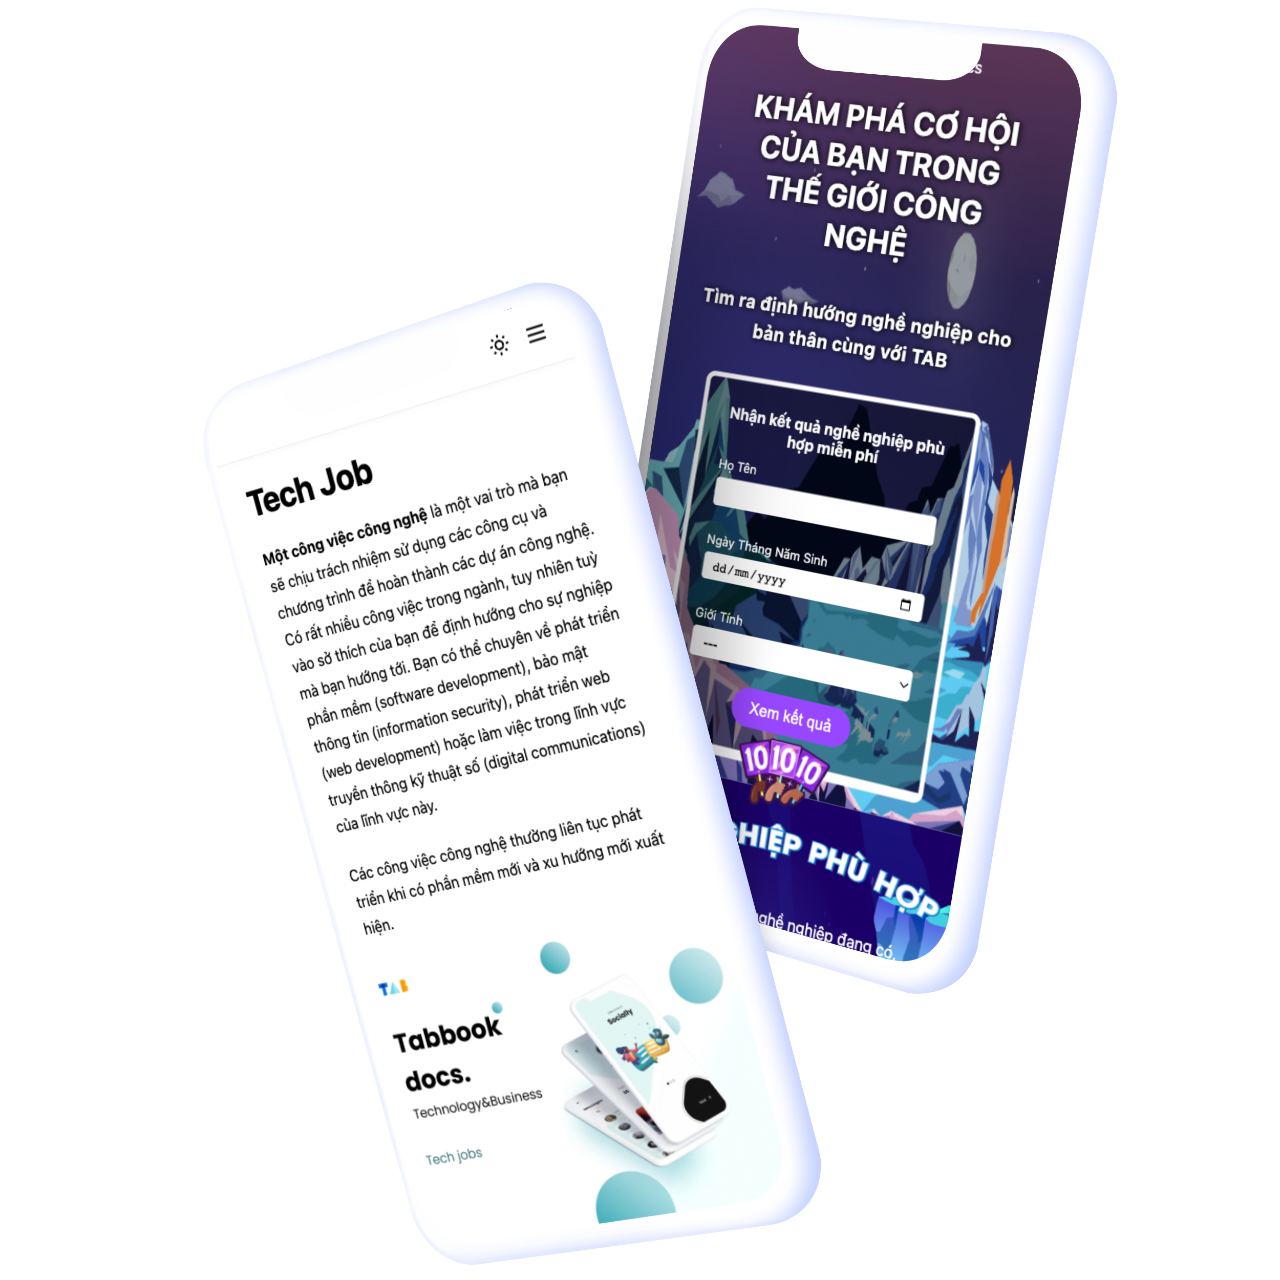 Tech Job
Một công việc công nghệ là một vai trò mà bạn
sẽ chịu trách nhiệm sử dụng các công cụ và
chương trình để hoàn thành các dự án công nghệ.
Có rất nhiều công việc trong ngành, tuy nhiên tuỳ
vào sở thích của bạn để định hướng cho sự nghiệp
mà bạn hướng tới. Bạn có thể chuyên về phát triển
phần mềm (software development), bảo mật
thông tin (information security), phát triển web
(web development) hoặc làm việc trong lĩnh vực
truyền thông kỹ thuật số (digital communications)
của lĩnh vực này.
Các công việc công nghệ thường liên tục phát
triển khi có phần mềm mới và xu hướng mới xuất
hiện.
TAB
Tabbook
docs.
Technology&Business
Tech jobs
Socially
KHÁM PHÁ CƠ HỘI
CỦA BẠN TRONG
THẾ GIỚI CÔNG
NGHỆ
Tìm ra định hướng nghề nghiệp cho
bản thân cùng với TAB
Nhận kết quả nghề nghiệp phù
hợp miễn phí
Họ Tên
Ngày Tháng Năm Sinh
dd/mm/yyyy
Giới Tính
---
Xem kết quả
10 10 10
GHIỆP PHÙ HỢP
nghề nghiệp đang có,